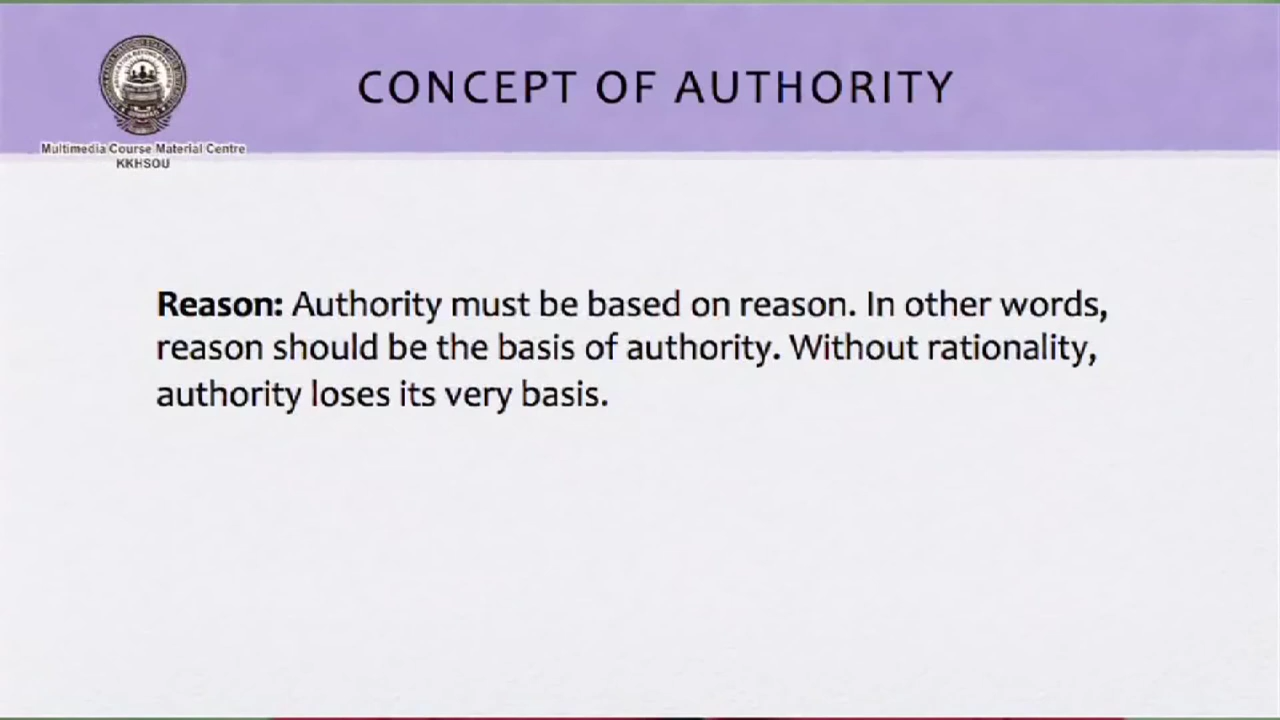 CONCEPT OF AUTHORITY
Multimedia Course Material Centre
KKHSOU
Reason: Authority must be based on reason. In other words,
reason should be the basis of authority. Without rationality,
authority loses its very basis.